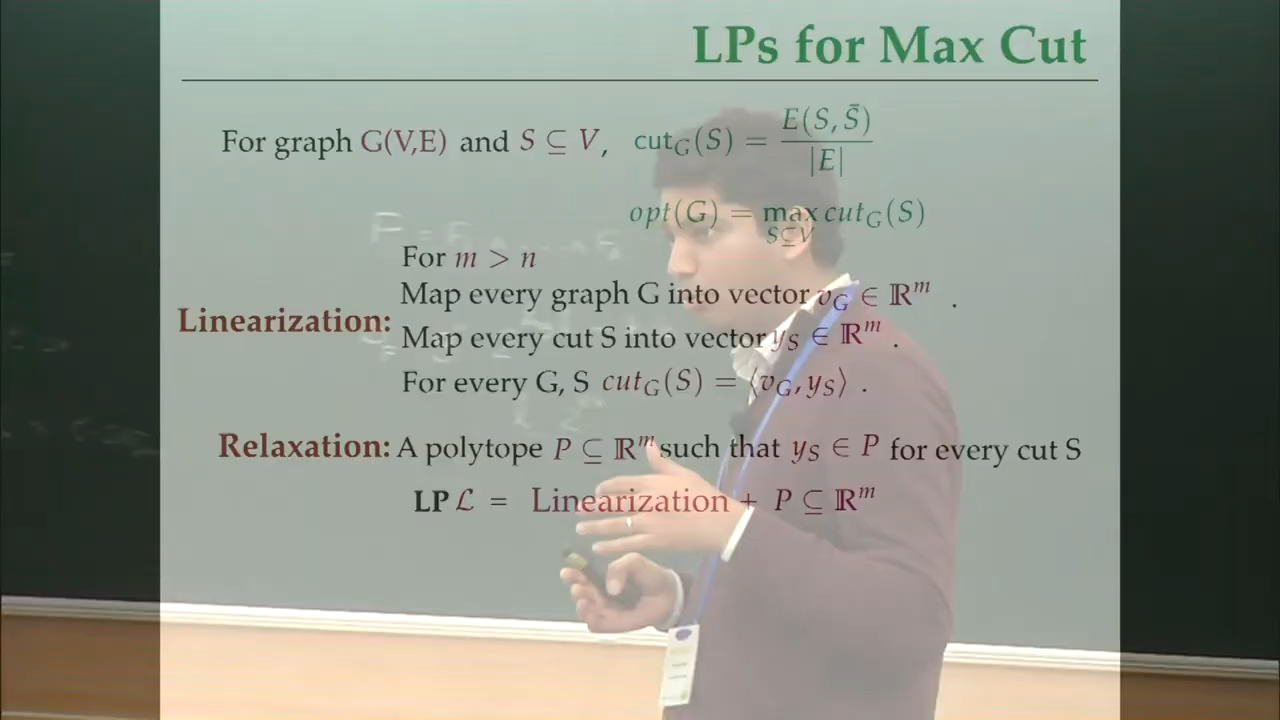 LPs for Max Cut
For graph G(V,E) and S ⊆ V, cut_G(S) = E(S, S̄) / |E|
opt(G) = max_{S⊆V} cut_G(S)
For m > n
Map every graph G into vector v_G ∈ ℝ^m .
Linearization:
Map every cut S into vector y_S ∈ ℝ^m .
For every G, S cut_G(S) = ⟨v_G, y_S⟩ .
Relaxation: A polytope P ⊆ ℝ^m such that y_S ∈ P for every cut S
LP ℒ = Linearization + P ⊆ ℝ^m